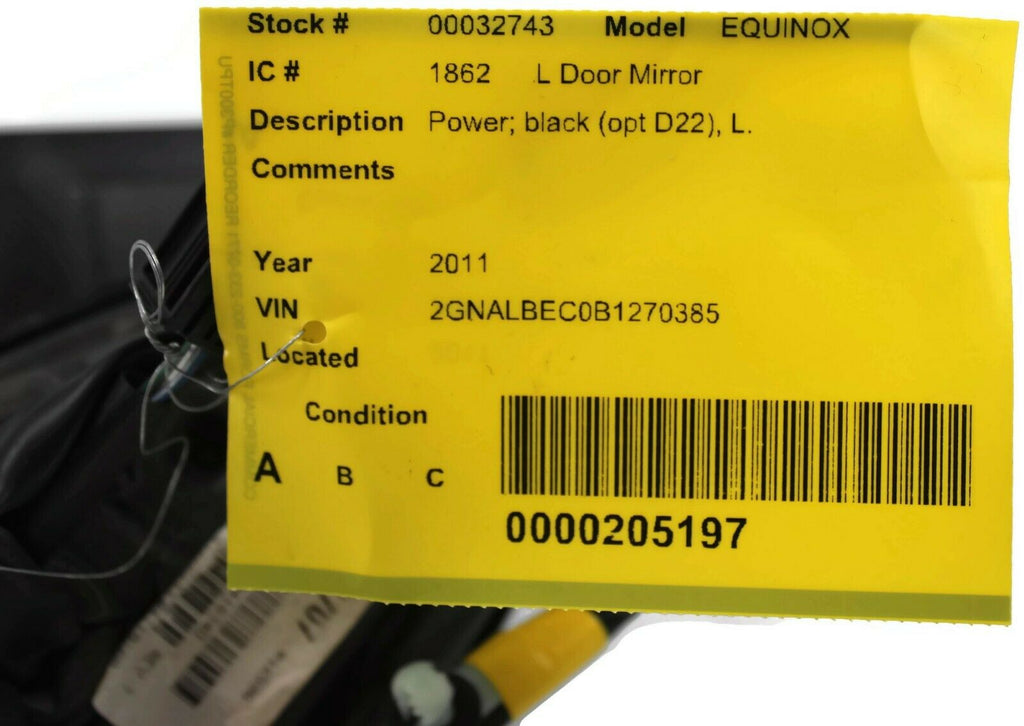 Stock # 00032743 Model EQUINOX
IC # 1862 L Door Mirror
Description Power; black (opt D22), L.
Comments
Year 2011
VIN 2GNALBEC0B1270385
Located
Condition
A B C
0000205197